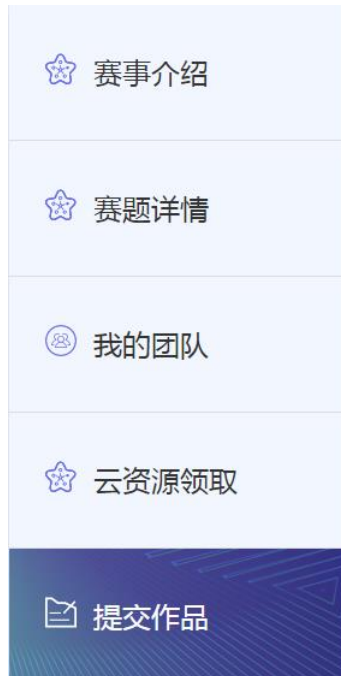 赛事介绍
赛题详情
我的团队
云资源领取
提交作品